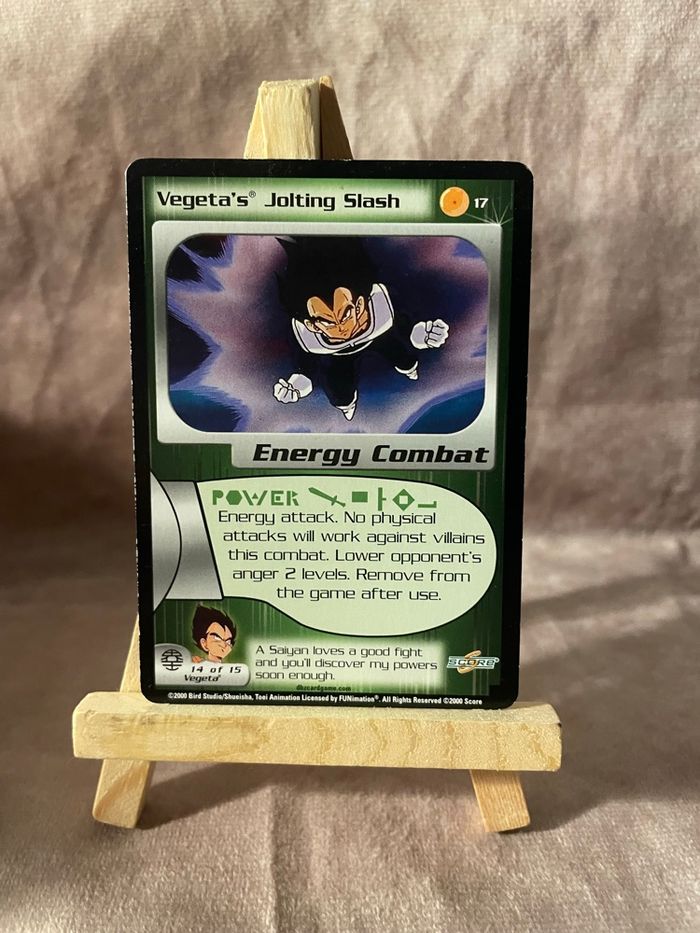 Vegeta's® Jolting Slash
17
Energy Combat
POWER
Energy attack. No physical
attacks will work against villains
this combat. Lower opponent's
anger 2 levels. Remove from
the game after use.
14 of 15
Vegeta®
A Saiyan loves a good fight
and you'll discover my powers
soon enough.
SCORE®
dbzcardgame.com
©2000 Bird Studio/Shueisha, Toei Animation Licensed by FUNimation®. All Rights Reserved ©2000 Score